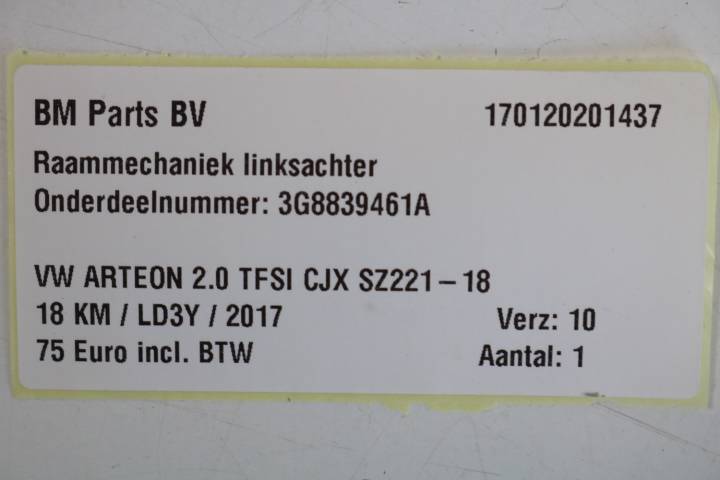 BM Parts BV 170120201437
Raammechaniek linksachter
Onderdeelnummer: 3G8839461A
VW ARTEON 2.0 TFSI CJX SZ221-18
18 KM / LD3Y / 2017 Verz: 10
75 Euro incl. BTW Aantal: 1